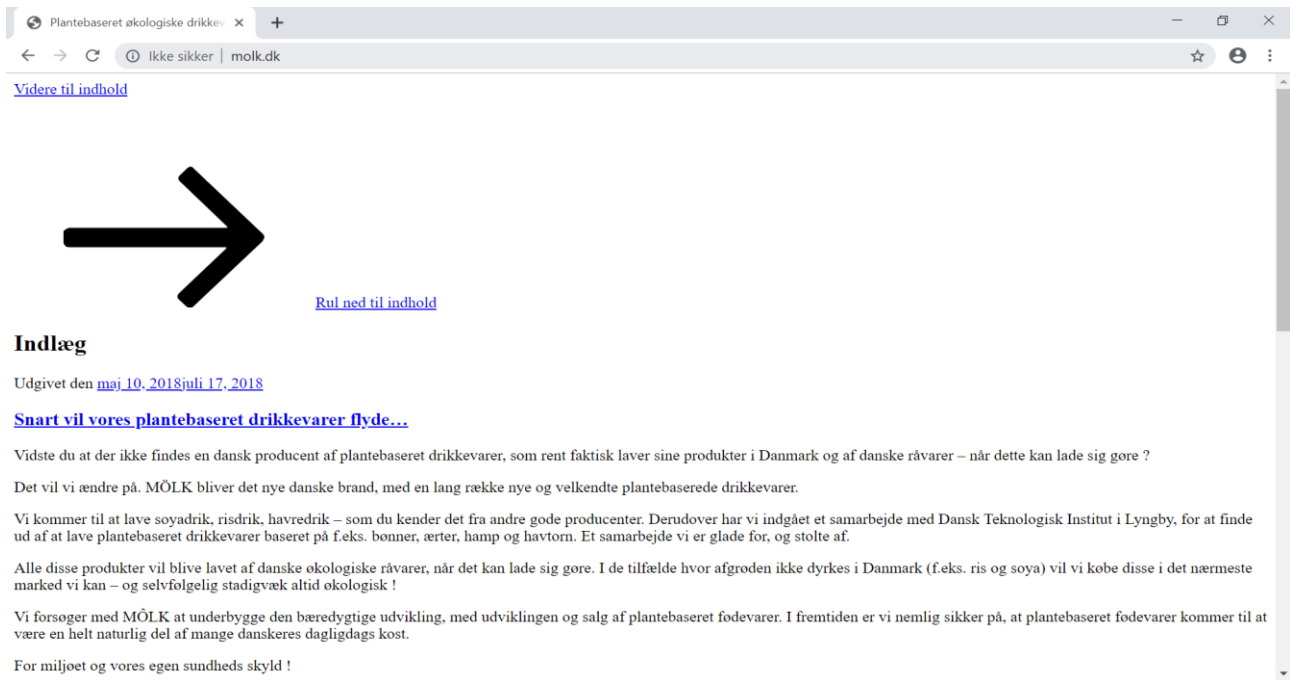 Plantebaseret økologiske drikkev
Ikke sikker | molk.dk
Videre til indhold
Rul ned til indhold
Indlæg
Udgivet den maj 10, 2018juli 17, 2018
Snart vil vores plantebaseret drikkevarer flyde…
Vidste du at der ikke findes en dansk producent af plantebaseret drikkevarer, som rent faktisk laver sine produkter i Danmark og af danske råvarer – når dette kan lade sig gøre ?
Det vil vi ændre på. MÖLK bliver det nye danske brand, med en lang række nye og velkendte plantebaserede drikkevarer.
Vi kommer til at lave soyadrik, risdrik, havredrik – som du kender det fra andre gode producenter. Derudover har vi indgået et samarbejde med Dansk Teknologisk Institut i Lyngby, for at finde
ud af at lave plantebaseret drikkevarer baseret på f.eks. bønner, ærter, hamp og havtorn. Et samarbejde vi er glade for, og stolte af.
Alle disse produkter vil blive lavet af danske økologiske råvarer, når det kan lade sig gøre. I de tilfælde hvor afgrøden ikke dyrkes i Danmark (f.eks. ris og soya) vil vi købe disse i det nærmeste
marked vi kan – og selvfølgelig stadigvæk altid økologisk !
Vi forsøger med MÔLK at underbygge den bæredygtige udvikling, med udviklingen og salg af plantebaseret fødevarer. I fremtiden er vi nemlig sikker på, at plantebaseret fødevarer kommer til at
være en helt naturlig del af mange danskeres dagligdags kost.
For miljøet og vores egen sundheds skyld !